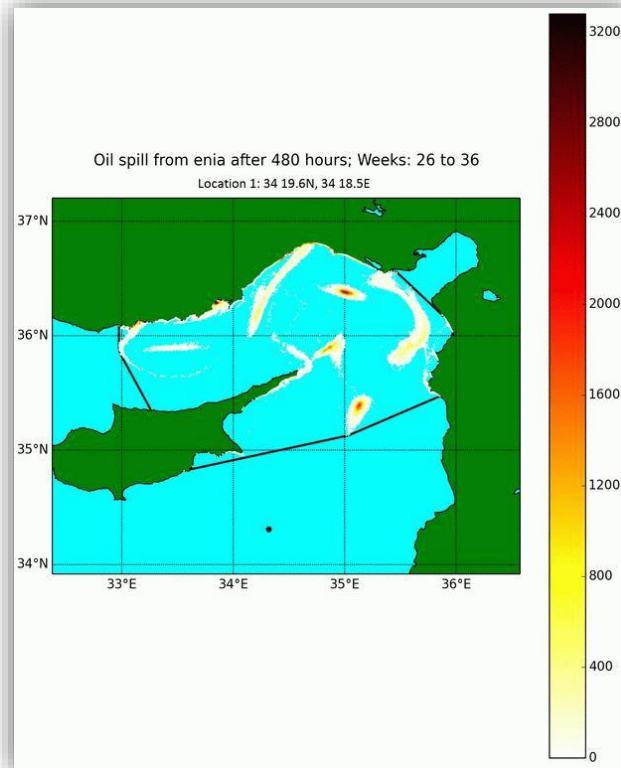 Oil spill from enia after 480 hours; Weeks: 26 to 36
Location 1: 34 19.6N, 34 18.5E
37°N
36°N
35°N
34°N
33°E 34°E 35°E 36°E
3200
2800
2400
2000
1600
1200
800
400
0